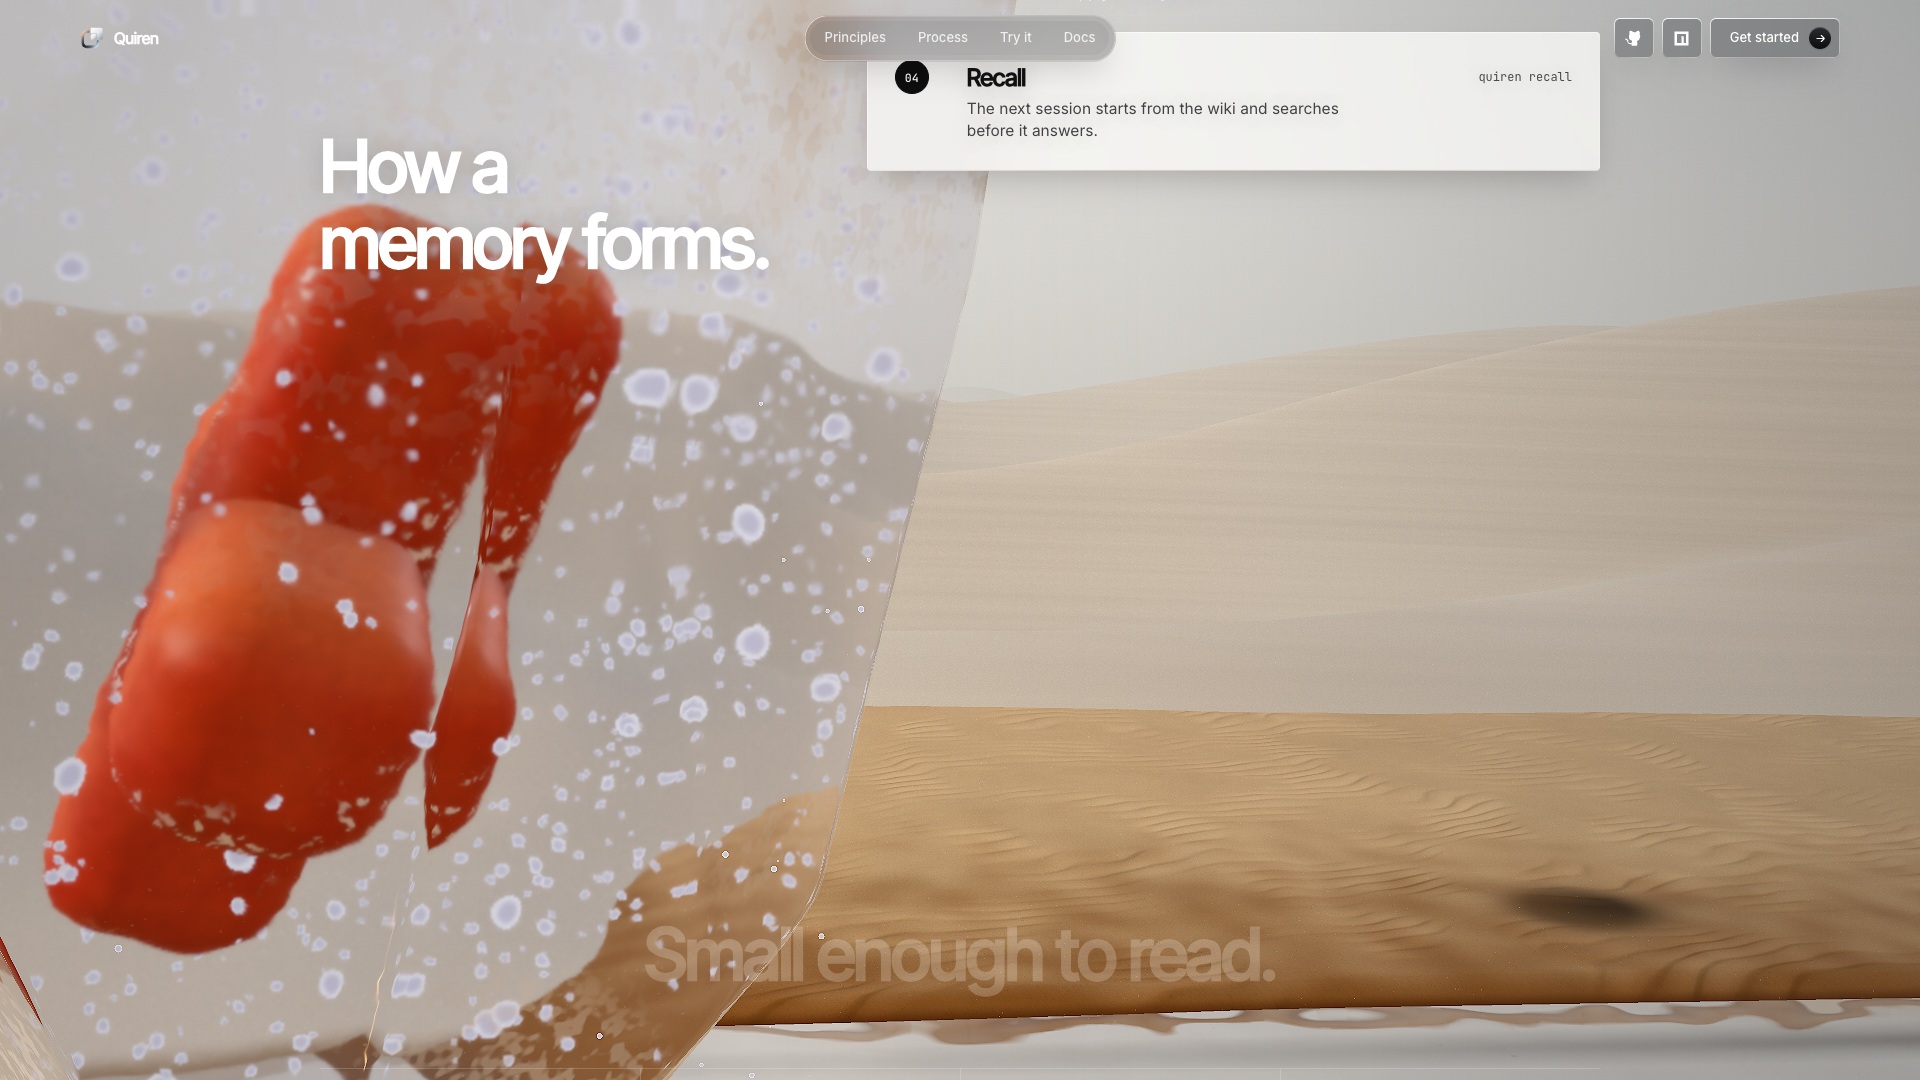 Quiren
Principles
Process
Try it
Docs
Get started
04
Recall
quiren recall
The next session starts from the wiki and searches
before it answers.
How a
memory forms.
Small enough to read.